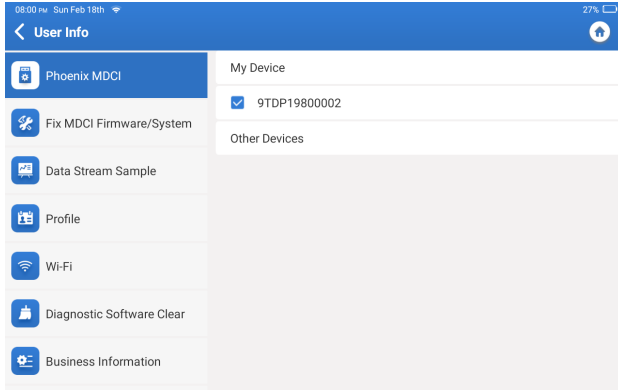 08:00 PM Sun Feb 18th
27%
User Info
Phoenix MDCI
Fix MDCI Firmware/System
Data Stream Sample
Profile
Wi-Fi
Diagnostic Software Clear
Business Information
My Device
9TDP19800002
Other Devices